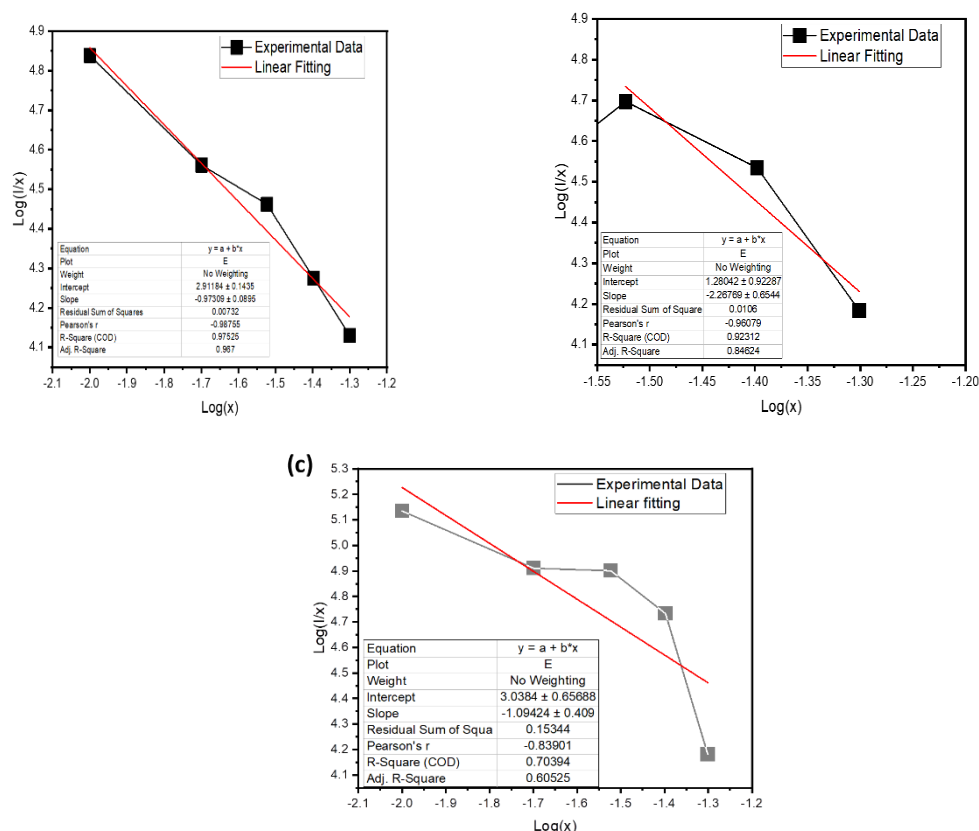 4.9
4.8
4.7
4.6
4.5
4.4
4.3
4.2
4.1
Log(I/x)
Experimental Data
Linear Fitting
Equation y = a + b*x
Plot E
Weight No Weighting
Intercept 2.91184 ± 0.1435
Slope -0.97309 ± 0.0895
Residual Sum of Squares 0.00732
Pearson's r -0.98755
R-Square (COD) 0.97525
Adj. R-Square 0.967
-2.1 -2.0 -1.9 -1.8 -1.7 -1.6 -1.5 -1.4 -1.3 -1.2
Log(x)
4.9
4.8
4.7
4.6
4.5
4.4
4.3
4.2
4.1
Log(I/x)
Experimental Data
Linear Fitting
Equation y = a + b*x
Plot E
Weight No Weighting
Intercept 1.28042 ± 0.92287
Slope -2.26769 ± 0.6544
Residual Sum of Square 0.0106
Pearson's r -0.96079
R-Square (COD) 0.92312
Adj. R-Square 0.84624
-1.55 -1.50 -1.45 -1.40 -1.35 -1.30 -1.25 -1.20
Log(x)
(c)
5.3
5.2
5.1
5.0
4.9
4.8
4.7
4.6
4.5
4.4
4.3
4.2
4.1
Log(I/x)
Experimental Data
Linear fitting
Equation y = a + b*x
Plot E
Weight No Weighting
Intercept 3.0384 ± 0.65688
Slope -1.09424 ± 0.409
Residual Sum of Squa 0.15344
Pearson's r -0.83901
R-Square (COD) 0.70394
Adj. R-Square 0.60525
-2.1 -2.0 -1.9 -1.8 -1.7 -1.6 -1.5 -1.4 -1.3 -1.2
Log(x)